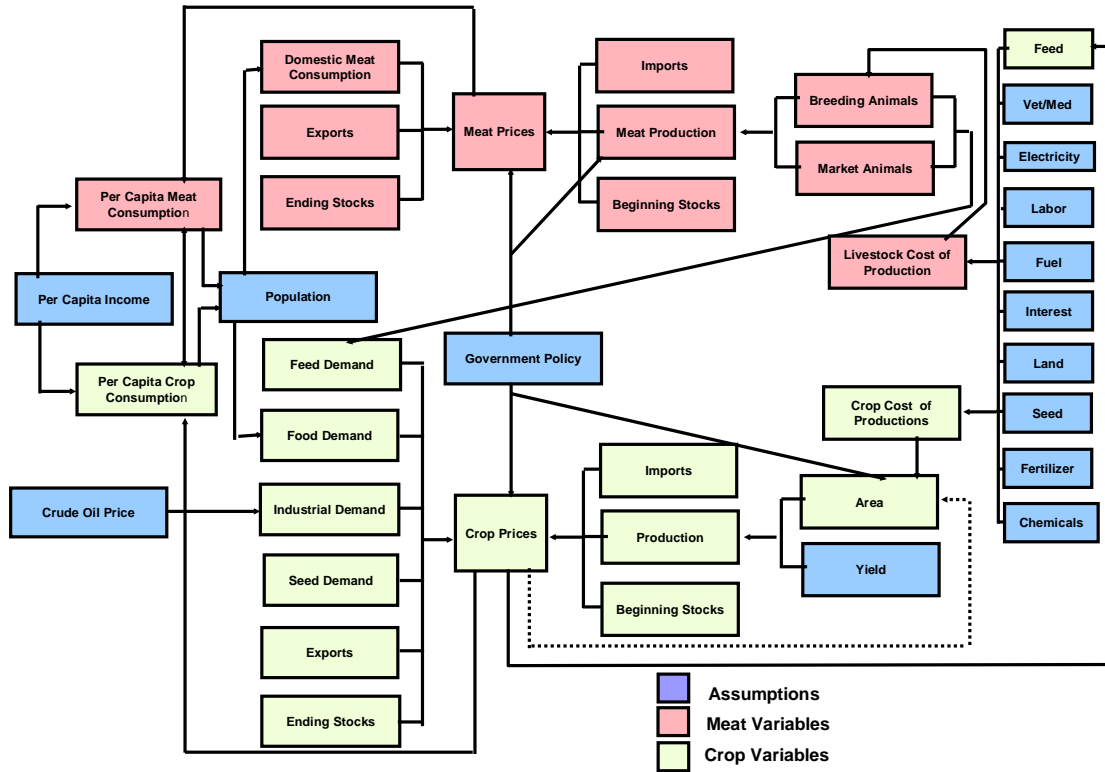 Domestic Meat
Consumption
Exports
Ending Stocks
Meat Prices
Imports
Meat Production
Beginning Stocks
Breeding Animals
Market Animals
Livestock Cost of
Production
Feed
Vet/Med
Electricity
Labor
Fuel
Interest
Land
Seed
Fertilizer
Chemicals
Per Capita Meat
Consumption
Per Capita Income
Per Capita Crop
Consumption
Population
Government Policy
Feed Demand
Food Demand
Crude Oil Price
Industrial Demand
Seed Demand
Exports
Ending Stocks
Crop Prices
Imports
Production
Beginning Stocks
Crop Cost of
Productions
Area
Yield
Assumptions
Meat Variables
Crop Variables